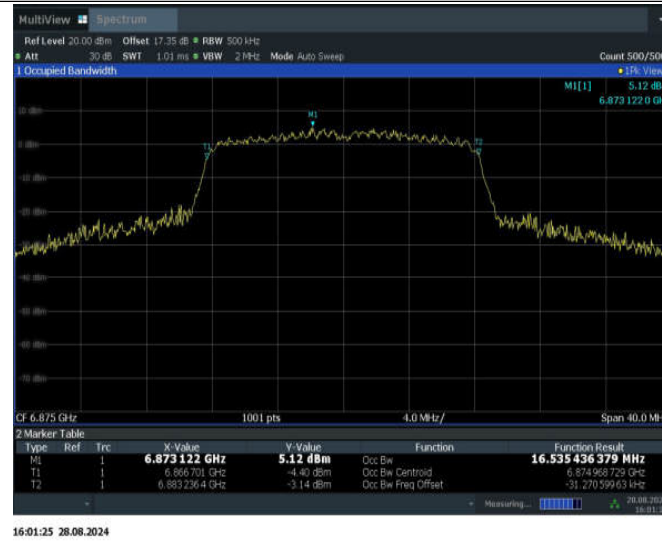 MultiView Spectrum
Ref Level 20.00 dBm Offset 17.35 dB RBW 500 kHz
Att 30 dB SWT 1.01 ms VBW 2 MHz Mode Auto Sweep Count 500/50
1 Occupied Bandwidth 1Pk View
M1[1] 5.12 dB
6.873 122 0 GH
M1
10 dBm
T1 T2
0 dBm
-10 dBm
-20 dBm
-30 dBm
-40 dBm
-50 dBm
-60 dBm
-70 dBm
CF 6.875 GHz 1001 pts 4.0 MHz/ Span 40.0 MH
2 Marker Table
Type Ref Trc X-Value Y-Value Function Function Result
M1 1 6.873 122 GHz 5.12 dBm Occ Bw 16.535 436 379 MHz
T1 1 6.866 701 GHz -4.40 dBm Occ Bw Centroid 6.874 968 729 GHz
T2 1 6.883 236 4 GHz -3.14 dBm Occ Bw Freq Offset -31.270 599 63 kHz
Measuring... 28.08.202
16:01:
16:01:25 28.08.2024